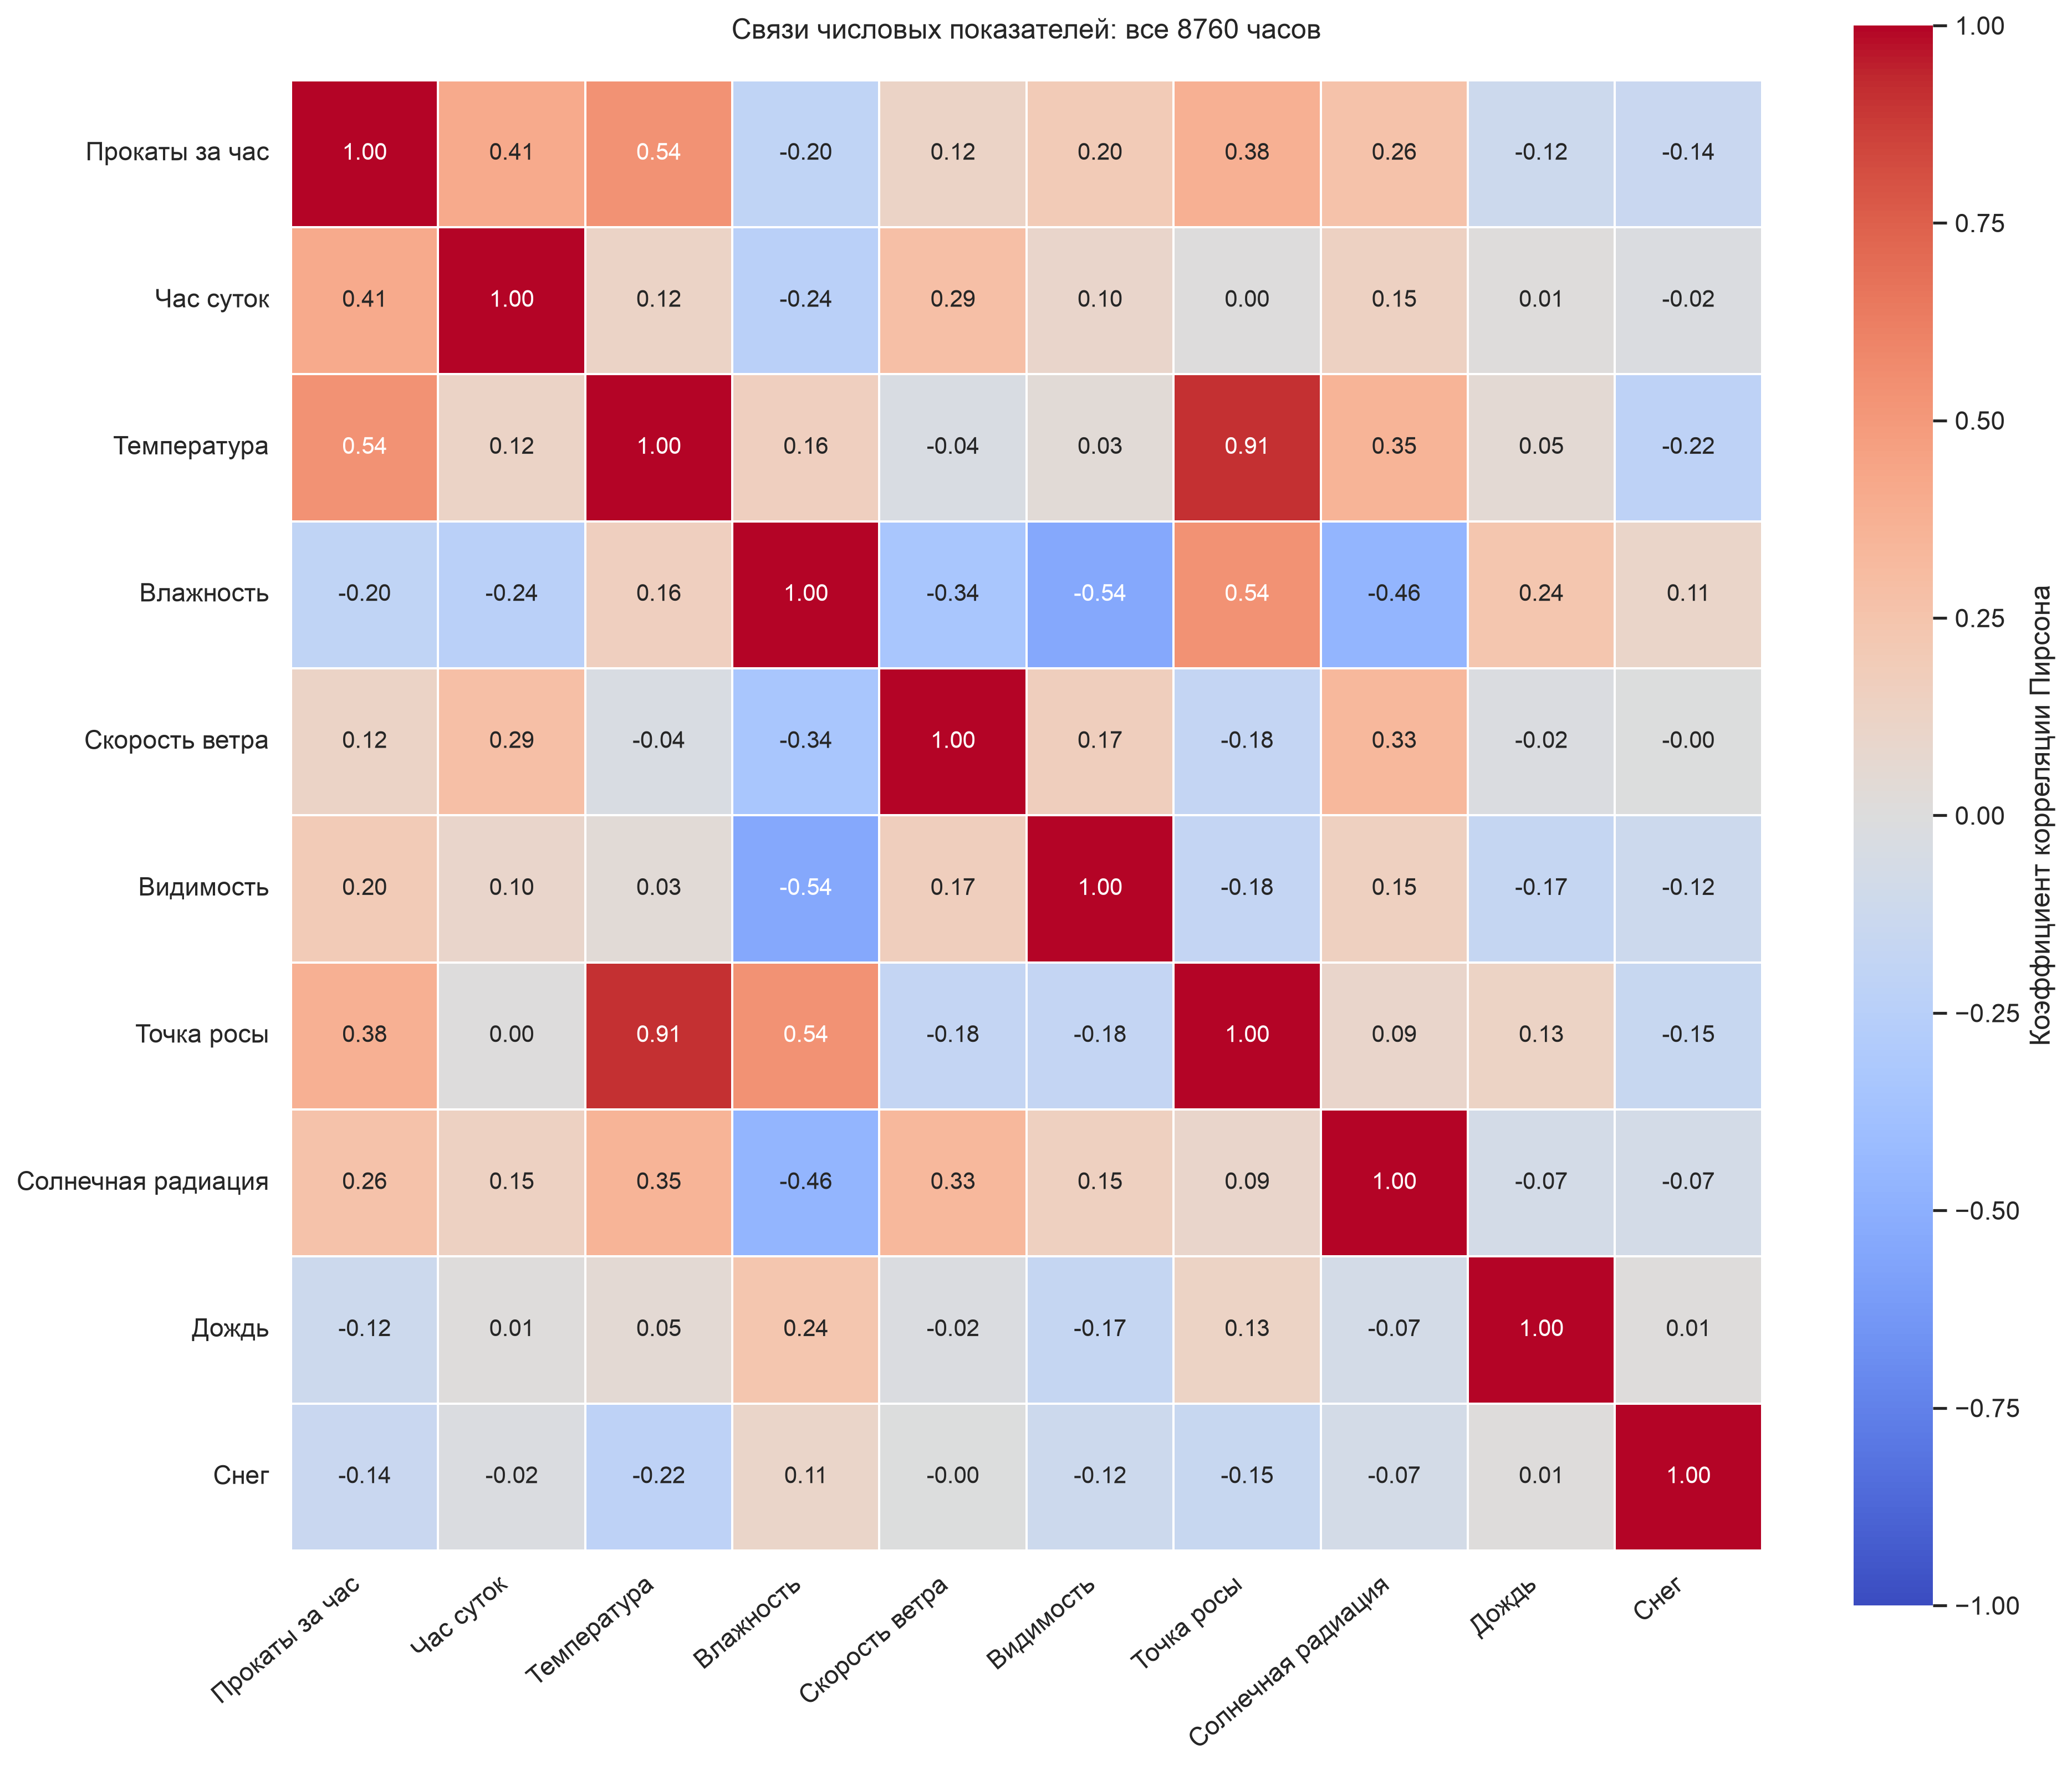 Связи числовых показателей: все 8760 часов
Прокаты за час 1.00 0.41 0.54 -0.20 0.12 0.20 0.38 0.26 -0.12 -0.14
Час суток 0.41 1.00 0.12 -0.24 0.29 0.10 0.00 0.15 0.01 -0.02
Температура 0.54 0.12 1.00 0.16 -0.04 0.03 0.91 0.35 0.05 -0.22
Влажность -0.20 -0.24 0.16 1.00 -0.34 -0.54 0.54 -0.46 0.24 0.11
Скорость ветра 0.12 0.29 -0.04 -0.34 1.00 0.17 -0.18 0.33 -0.02 -0.00
Видимость 0.20 0.10 0.03 -0.54 0.17 1.00 -0.18 0.15 -0.17 -0.12
Точка росы 0.38 0.00 0.91 0.54 -0.18 -0.18 1.00 0.09 0.13 -0.15
Солнечная радиация 0.26 0.15 0.35 -0.46 0.33 0.15 0.09 1.00 -0.07 -0.07
Дождь -0.12 0.01 0.05 0.24 -0.02 -0.17 0.13 -0.07 1.00 0.01
Снег -0.14 -0.02 -0.22 0.11 -0.00 -0.12 -0.15 -0.07 0.01 1.00
Прокаты за час
Час суток
Температура
Влажность
Скорость ветра
Видимость
Точка росы
Солнечная радиация
Дождь
Снег
1.00
0.75
0.50
0.25
0.00
−0.25
−0.50
−0.75
−1.00
Коэффициент корреляции Пирсона